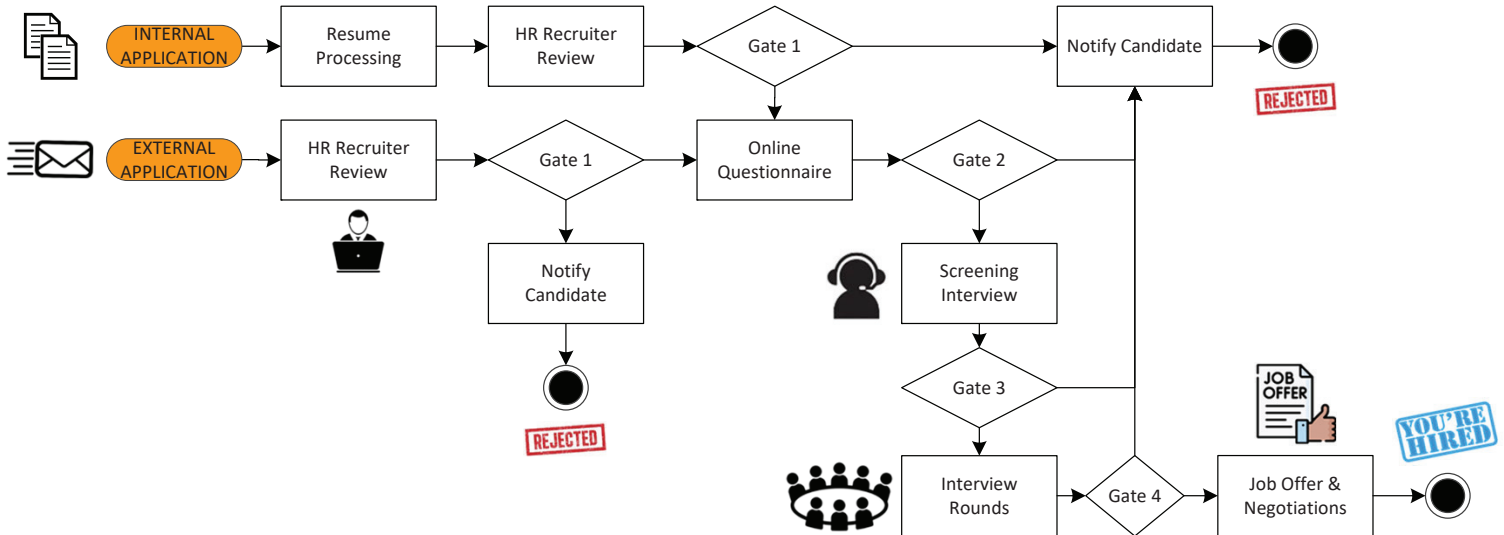 INTERNAL
APPLICATION
Resume
Processing
HR Recruiter
Review
Gate 1
Notify Candidate
REJECTED
EXTERNAL
APPLICATION
HR Recruiter
Review
Gate 1
Online
Questionnaire
Gate 2
Notify
Candidate
REJECTED
Screening
Interview
Gate 3
JOB
OFFER
YOU'RE
HIRED
Interview
Rounds
Gate 4
Job Offer &
Negotiations